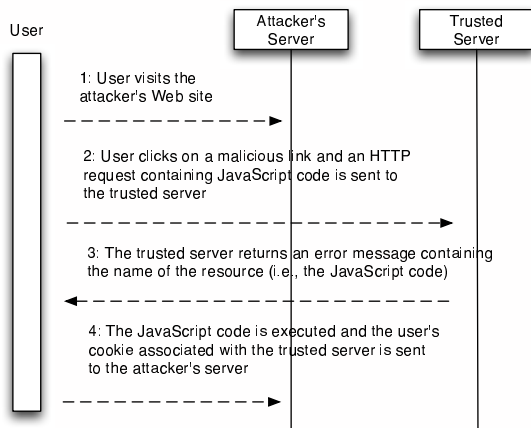 User
Attacker's
Server
Trusted
Server
1: User visits the
attacker's Web site
2: User clicks on a malicious link and an HTTP
request containing JavaScript code is sent to
the trusted server
3: The trusted server returns an error message containing
the name of the resource (i.e., the JavaScript code)
4: The JavaScript code is executed and the user's
cookie associated with the trusted server is sent
to the attacker's server